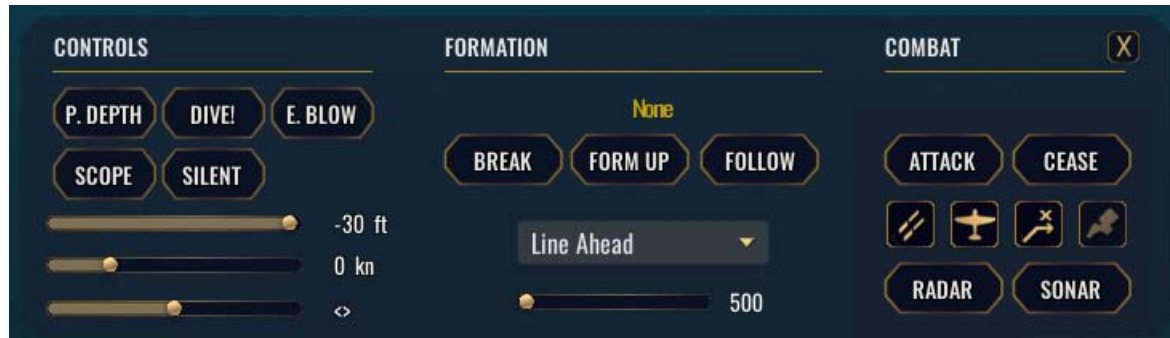 CONTROLS
P. DEPTH DIVE! E. BLOW
SCOPE SILENT
-30 ft
0 kn
<>
FORMATION
None
BREAK FORM UP FOLLOW
Line Ahead
500
COMBAT X
ATTACK CEASE
RADAR SONAR